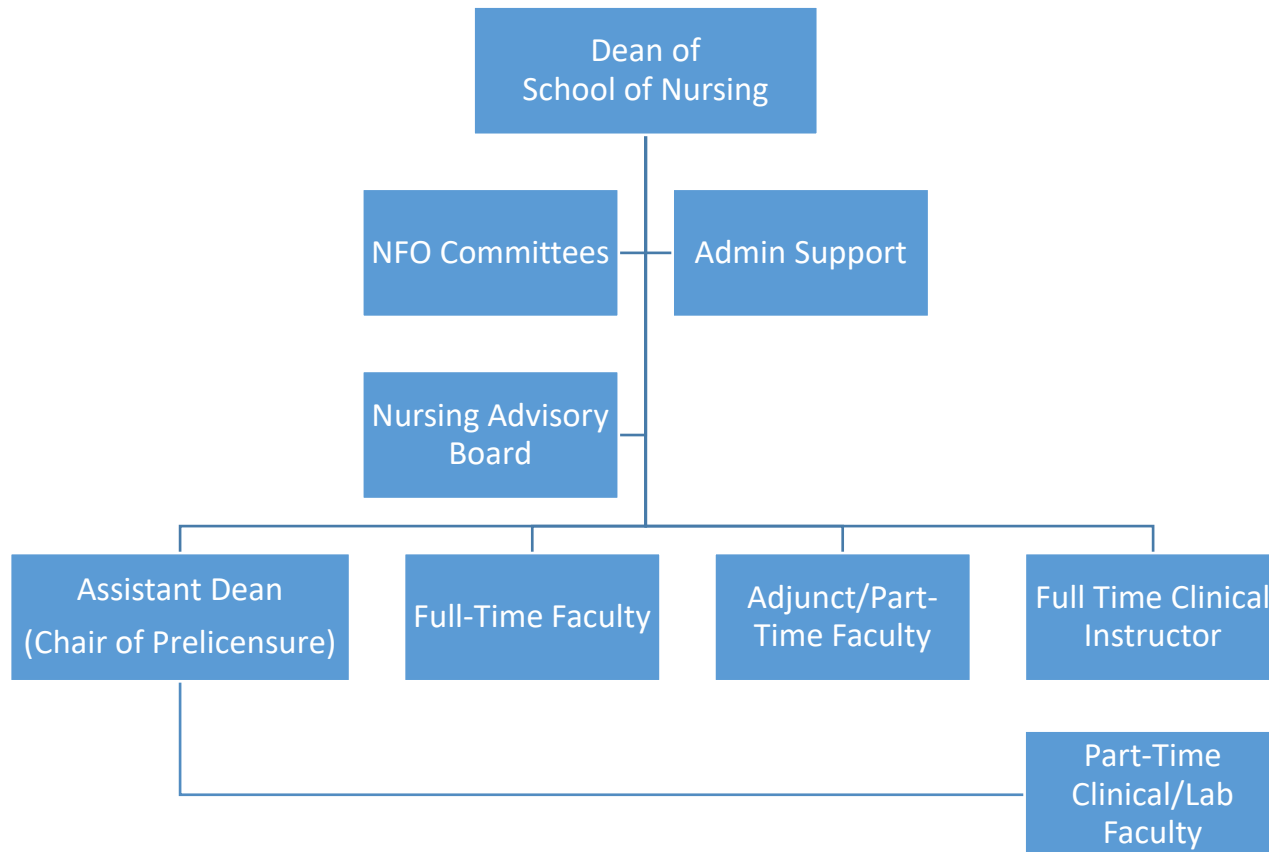 Dean of
School of Nursing
NFO Committees
Admin Support
Nursing Advisory
Board
Assistant Dean
(Chair of Prelicensure)
Full-Time Faculty
Adjunct/Part-
Time Faculty
Full Time Clinical
Instructor
Part-Time
Clinical/Lab
Faculty